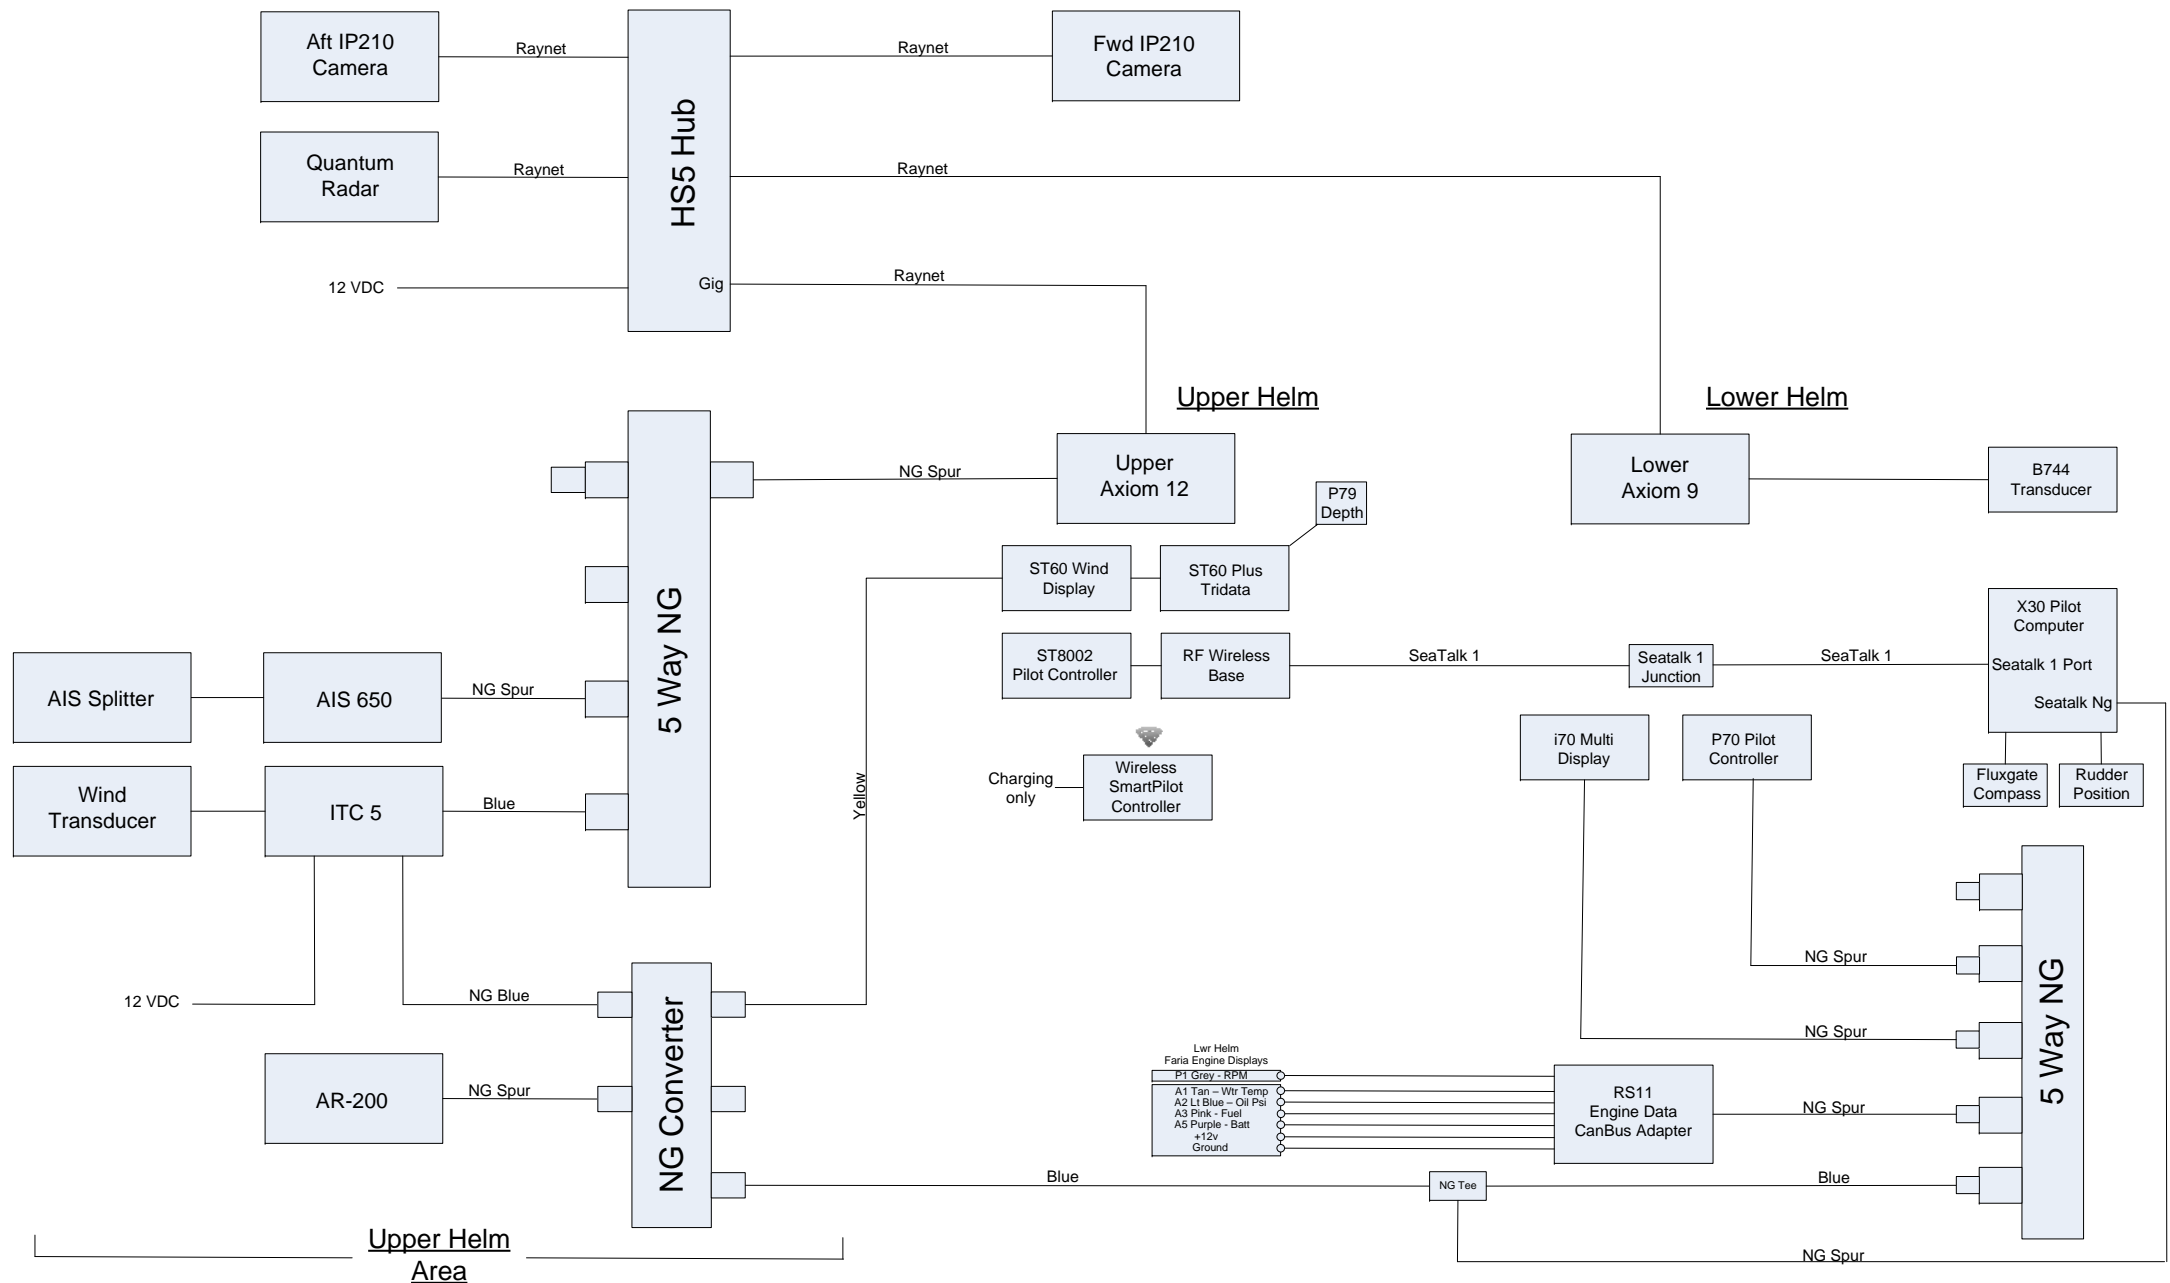 Aft IP210
Camera
Raynet
HS5 Hub
Raynet
Fwd IP210
Camera
Quantum
Radar
Raynet
Raynet
12 VDC
Gig
Raynet
Upper Helm
Lower Helm
5 Way NG
NG Spur
Upper
Axiom 12
P79
Depth
Lower
Axiom 9
B744
Transducer
ST60 Wind
Display
ST60 Plus
Tridata
ST8002
Pilot Controller
RF Wireless
Base
SeaTalk 1
Seatalk 1
Junction
SeaTalk 1
X30 Pilot
Computer
Seatalk 1 Port
Seatalk Ng
AIS Splitter
AIS 650
NG Spur
Wind
Transducer
ITC 5
Blue
Yellow
Charging
only
Wireless
SmartPilot
Controller
i70 Multi
Display
P70 Pilot
Controller
Fluxgate
Compass
Rudder
Position
12 VDC
NG Blue
NG Converter
AR-200
NG Spur
NG Spur
NG Spur
5 Way NG
Lwr Helm
Faria Engine Displays
P1 Grey - RPM
A1 Tan – Wtr Temp
A2 Lt Blue – Oil Psi
A3 Pink - Fuel
A5 Purple - Batt
+12v
Ground
RS11
Engine Data
CanBus Adapter
NG Spur
Blue
NG Tee
Blue
NG Spur
Upper Helm
Area